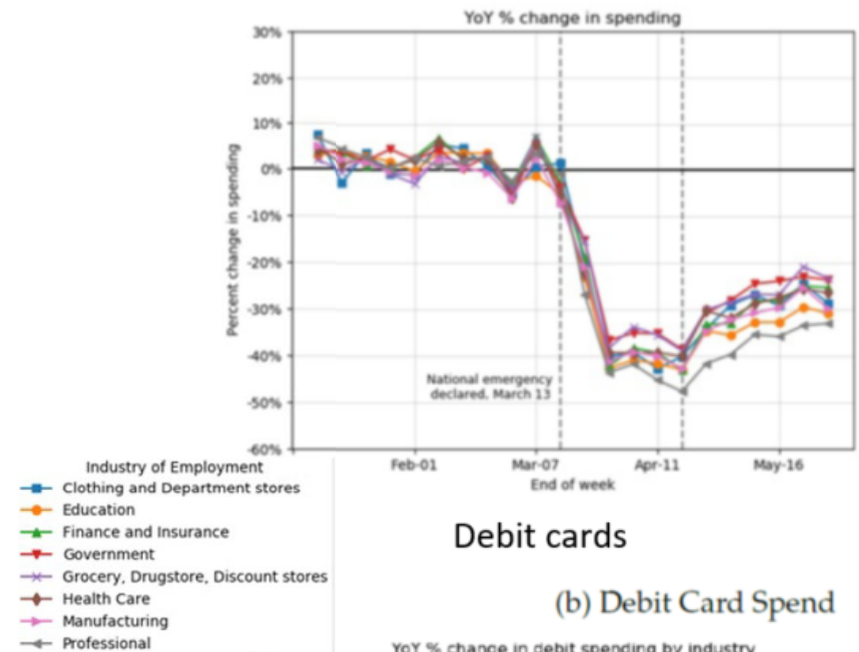 YoY % change in spending
30%
20%
10%
0%
-10%
-20%
-30%
-40%
-50%
-60%
Percent change in spending
National emergency
declared, March 13
Feb-01
Mar-07
Apr-11
May-16
End of week
Industry of Employment
Clothing and Department stores
Education
Finance and Insurance
Government
Grocery, Drugstore, Discount stores
Health Care
Manufacturing
Professional
Debit cards
(b) Debit Card Spend
YoY % change in debit spending by industry